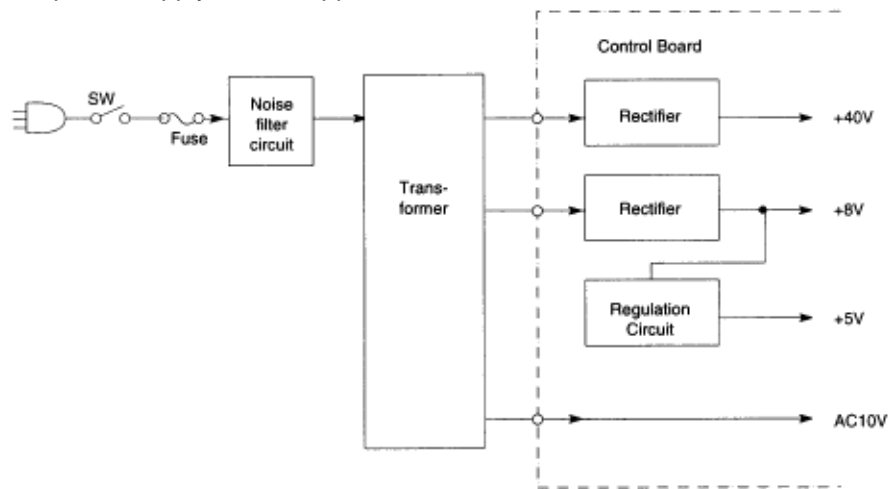 Control Board
SW
Fuse
Noise
filter
circuit
Trans-
former
Rectifier
+40V
Rectifier
+8V
Regulation
Circuit
+5V
AC10V